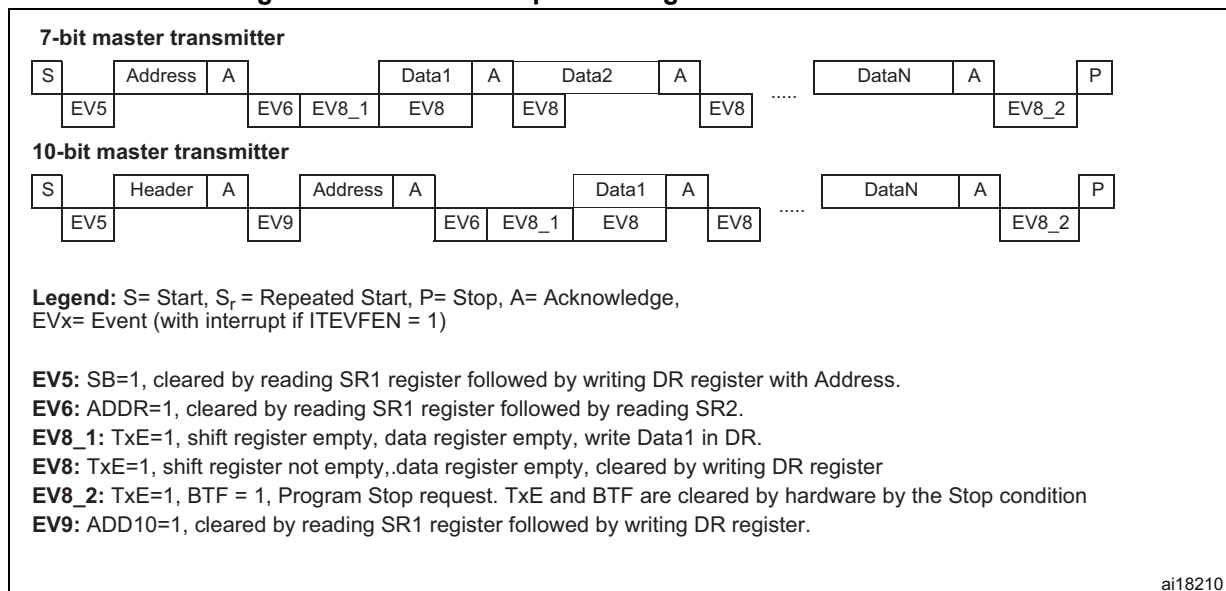 7-bit master transmitter
S Address A Data1 A Data2 A ..... DataN A P
EV5 EV6 EV8_1 EV8 EV8 EV8 EV8_2
10-bit master transmitter
S Header A Address A Data1 A ..... DataN A P
EV5 EV9 EV6 EV8_1 EV8 EV8 EV8_2
Legend: S= Start, Sr = Repeated Start, P= Stop, A= Acknowledge,
EVx= Event (with interrupt if ITEVFEN = 1)
EV5: SB=1, cleared by reading SR1 register followed by writing DR register with Address.
EV6: ADDR=1, cleared by reading SR1 register followed by reading SR2.
EV8_1: TxE=1, shift register empty, data register empty, write Data1 in DR.
EV8: TxE=1, shift register not empty,.data register empty, cleared by writing DR register
EV8_2: TxE=1, BTF = 1, Program Stop request. TxE and BTF are cleared by hardware by the Stop condition
EV9: ADD10=1, cleared by reading SR1 register followed by writing DR register.
ai18210